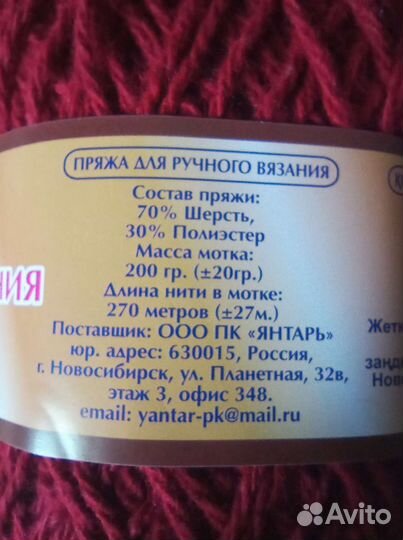 ПРЯЖА ДЛЯ РУЧНОГО ВЯЗАНИЯ
Состав пряжи:
70% Шерсть,
30% Полиэстер
Масса мотка:
200 гр. (±20гр.)
Длина нити в мотке:
270 метров (±27м.)
Поставщик: ООО ПК «ЯНТАРЬ»
юр. адрес: 630015, Россия,
г. Новосибирск, ул. Планетная, 32в,
этаж 3, офис 348.
email: yantar-pk@mail.ru
Avito